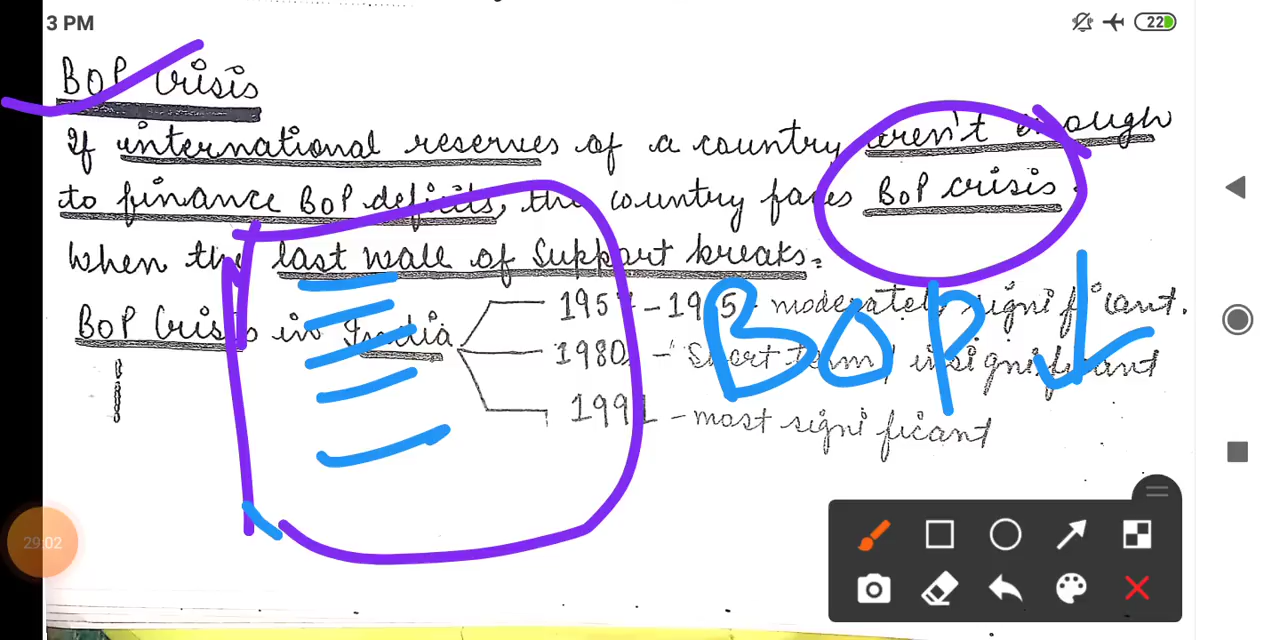 3 PM
22
BOP Crisis
If international reserves of a country aren't enough
to finance BOP deficits, the country faces BOP crisis.
When the last wall of Support breaks.
BOP Crisis in India
1957 - 19 5 - moderately significant.
1980 - Short term, insignificant
1991 - most significant
BOP
29:02